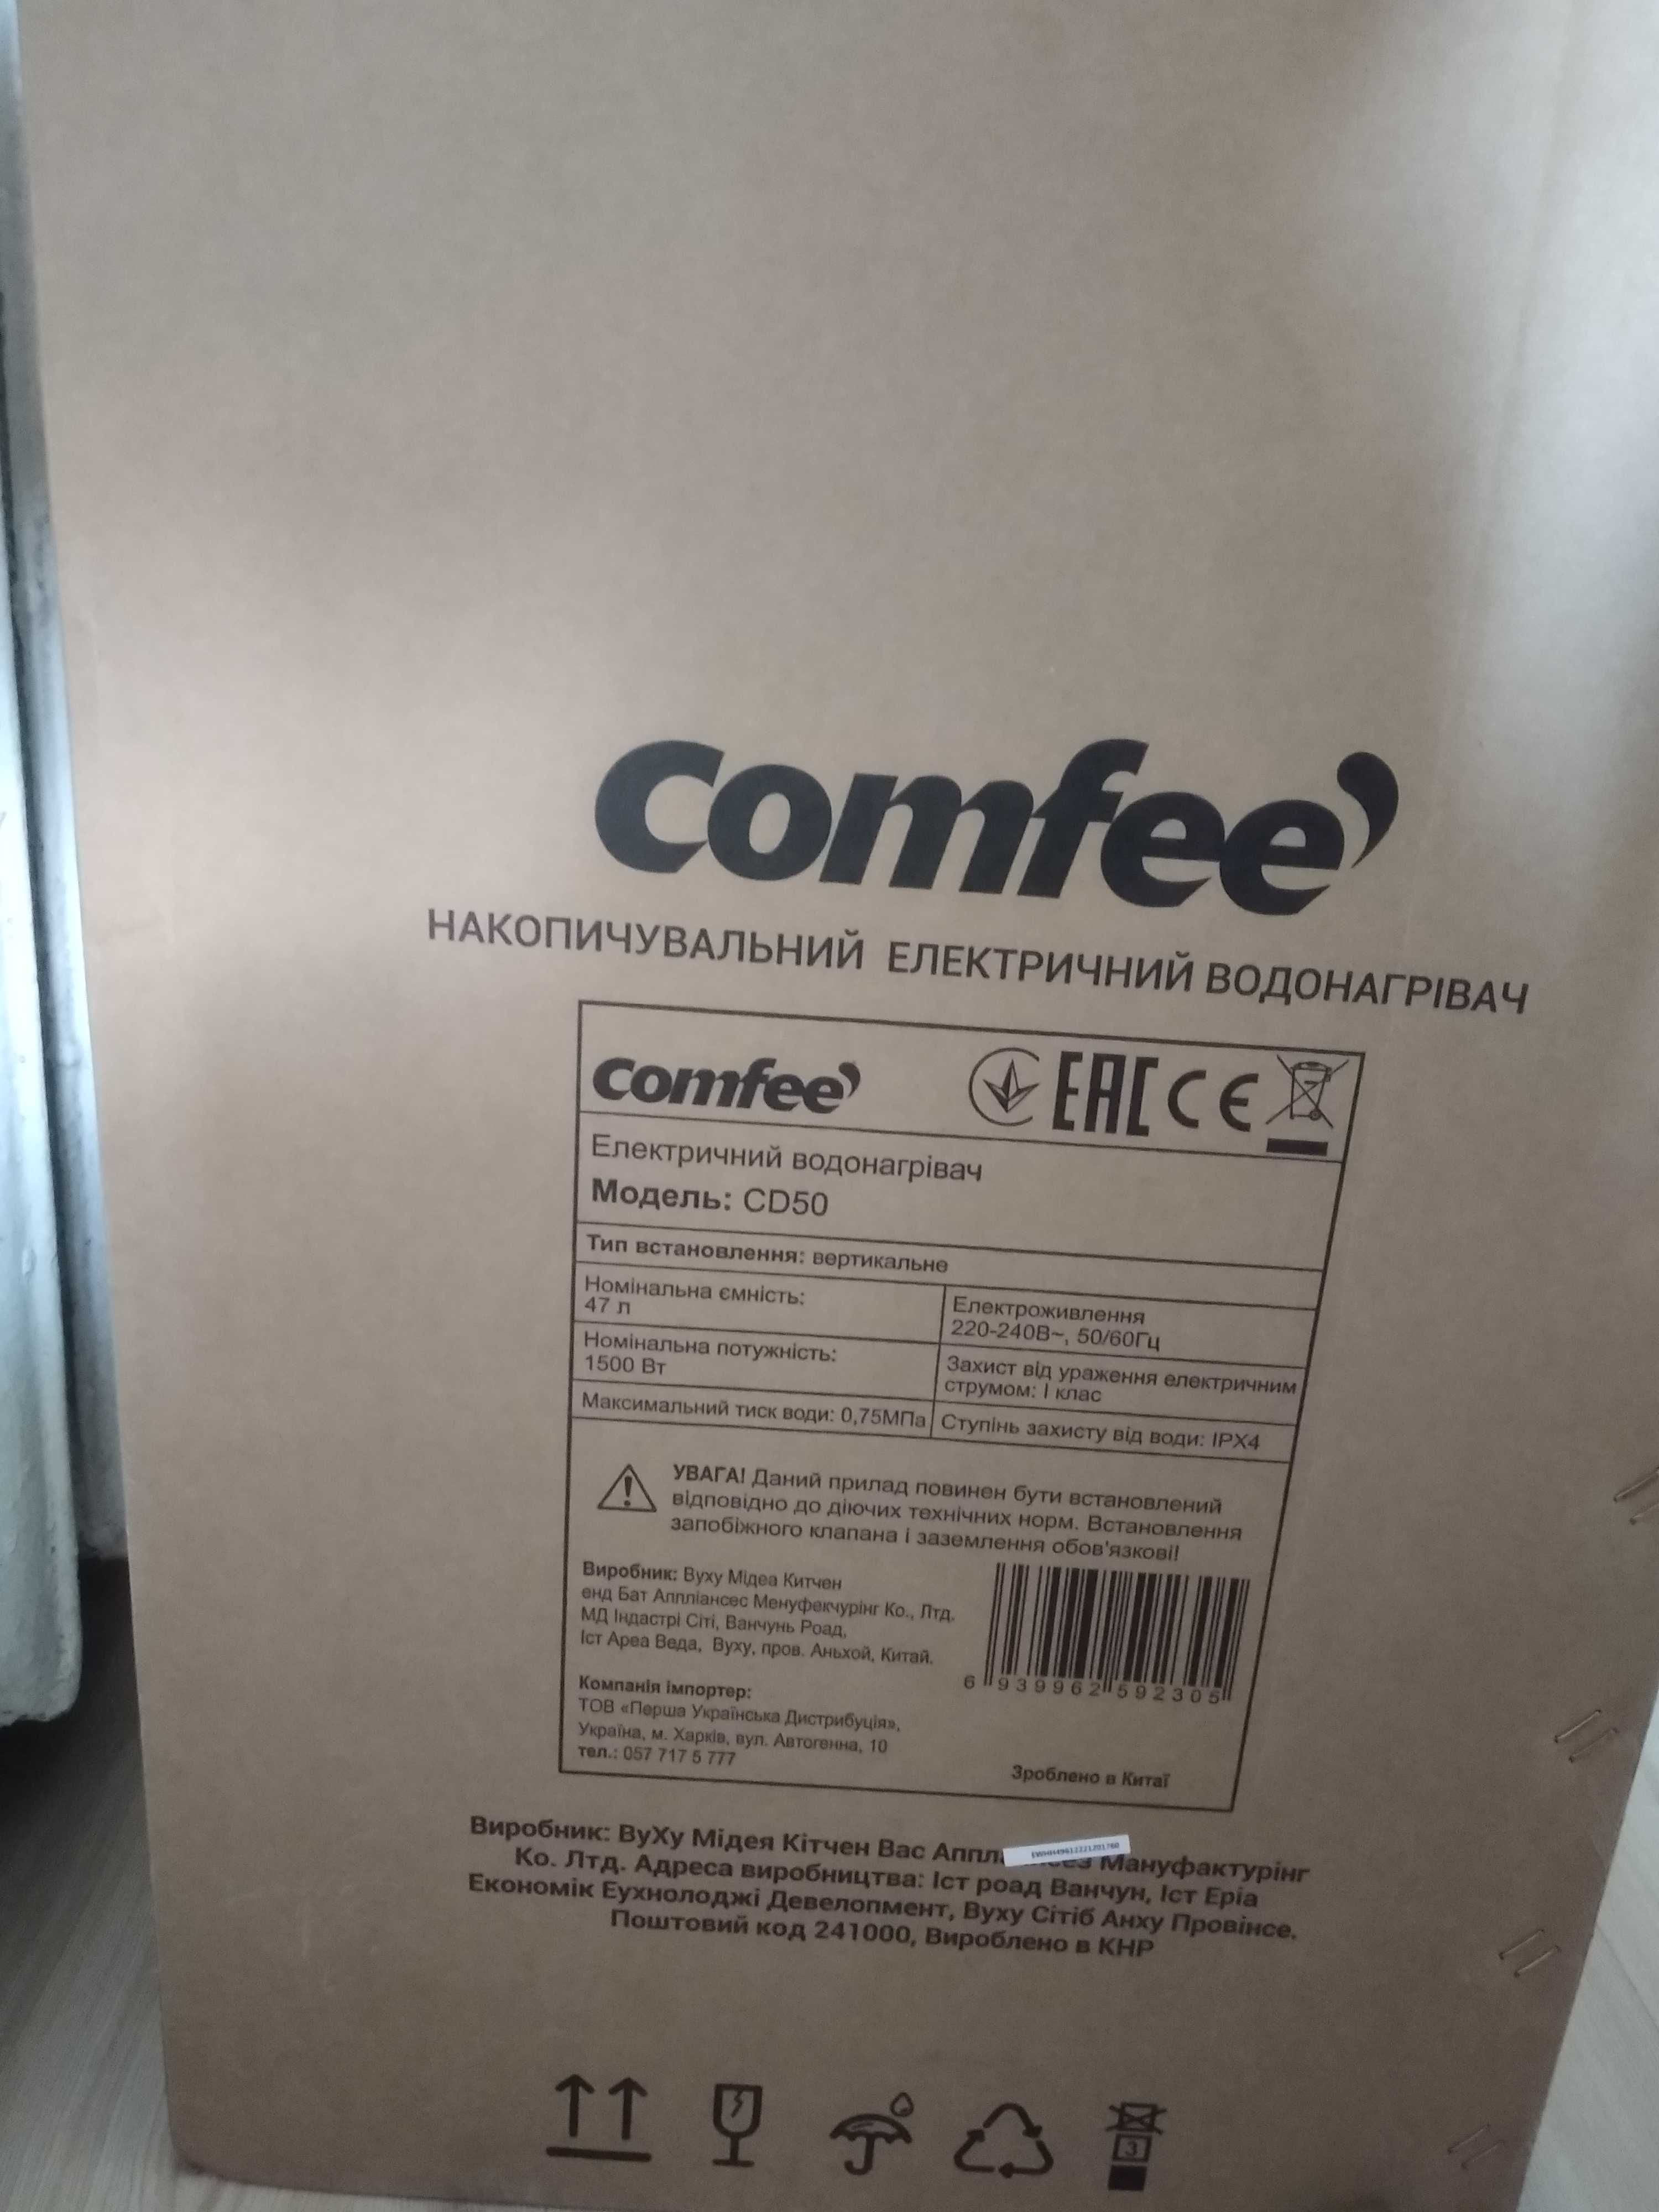 comfee'
НАКОПИЧУВАЛЬНИЙ ЕЛЕКТРИЧНИЙ ВОДОНАГРІВАЧ
comfee' EAC CE
Електричний водонагрівач
Модель: CD50
Тип встановлення: вертикальне
Номінальна ємність:
47 л
Електроживлення
220-240В~, 50/60Гц
Номінальна потужність:
1500 Вт
Захист від ураження електричним
струмом: І клас
Максимальний тиск води: 0,75МПа
Ступінь захисту від води: IPX4
УВАГА! Даний прилад повинен бути встановлений
відповідно до діючих технічних норм. Встановлення
запобіжного клапана і заземлення обов'язкові!
Виробник: Вуху Мідеа Китчен
енд Бат Аппліансес Менуфекчурінг Ко., Лтд.
МД Індастрі Сіті, Ванчунь Роад,
Іст Ареа Веда, Вуху, пров. Аньхой, Китай.
6 939962 592305
Компанія імпортер:
ТОВ «Перша Українська Дистрибуція»,
Україна, м. Харків, вул. Автогенна, 10
тел.: 057 717 5 777
Зроблено в Китаї
Виробник: ВуХу Мідея Кітчен Вас Мануфактурінг
Ко. Лтд. Адреса виробництва: Іст роад Ванчун, Іст Еріа
Економік Еухнолоджі Девелопмент, Вуху Сітіб Анху Провінсе.
Поштовий код 241000, Вироблено в КНР
3